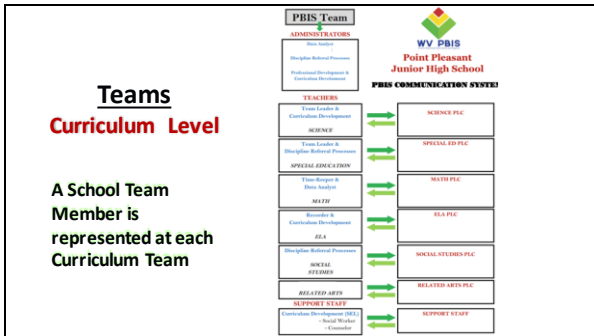 Teams
Curriculum Level
A School Team
Member is
represented at each
Curriculum Team
PBIS Team
ADMINISTRATORS
Data Analyst
Discipline Referral Processes
Professional Development &
Curriculum Development
WV PBIS
Point Pleasant
Junior High School
PBIS COMMUNICATION SYSTE
TEACHERS
Team Leader &
Curriculum Development
SCIENCE
SCIENCE PLC
Team Leader &
Discipline Referral Processes
SPECIAL EDUCATION
SPECIAL ED PLC
Time-Keeper &
Data Analyst
MATH
MATH PLC
Recorder &
Curriculum Development
ELA
ELA PLC
Discipline Referral Processes
SOCIAL
STUDIES
SOCIAL STUDIES PLC
RELATED ARTS
RELATED ARTS PLC
SUPPORT STAFF
Curriculum Development (SEL)
- Social Worker
- Counselor
SUPPORT STAFF